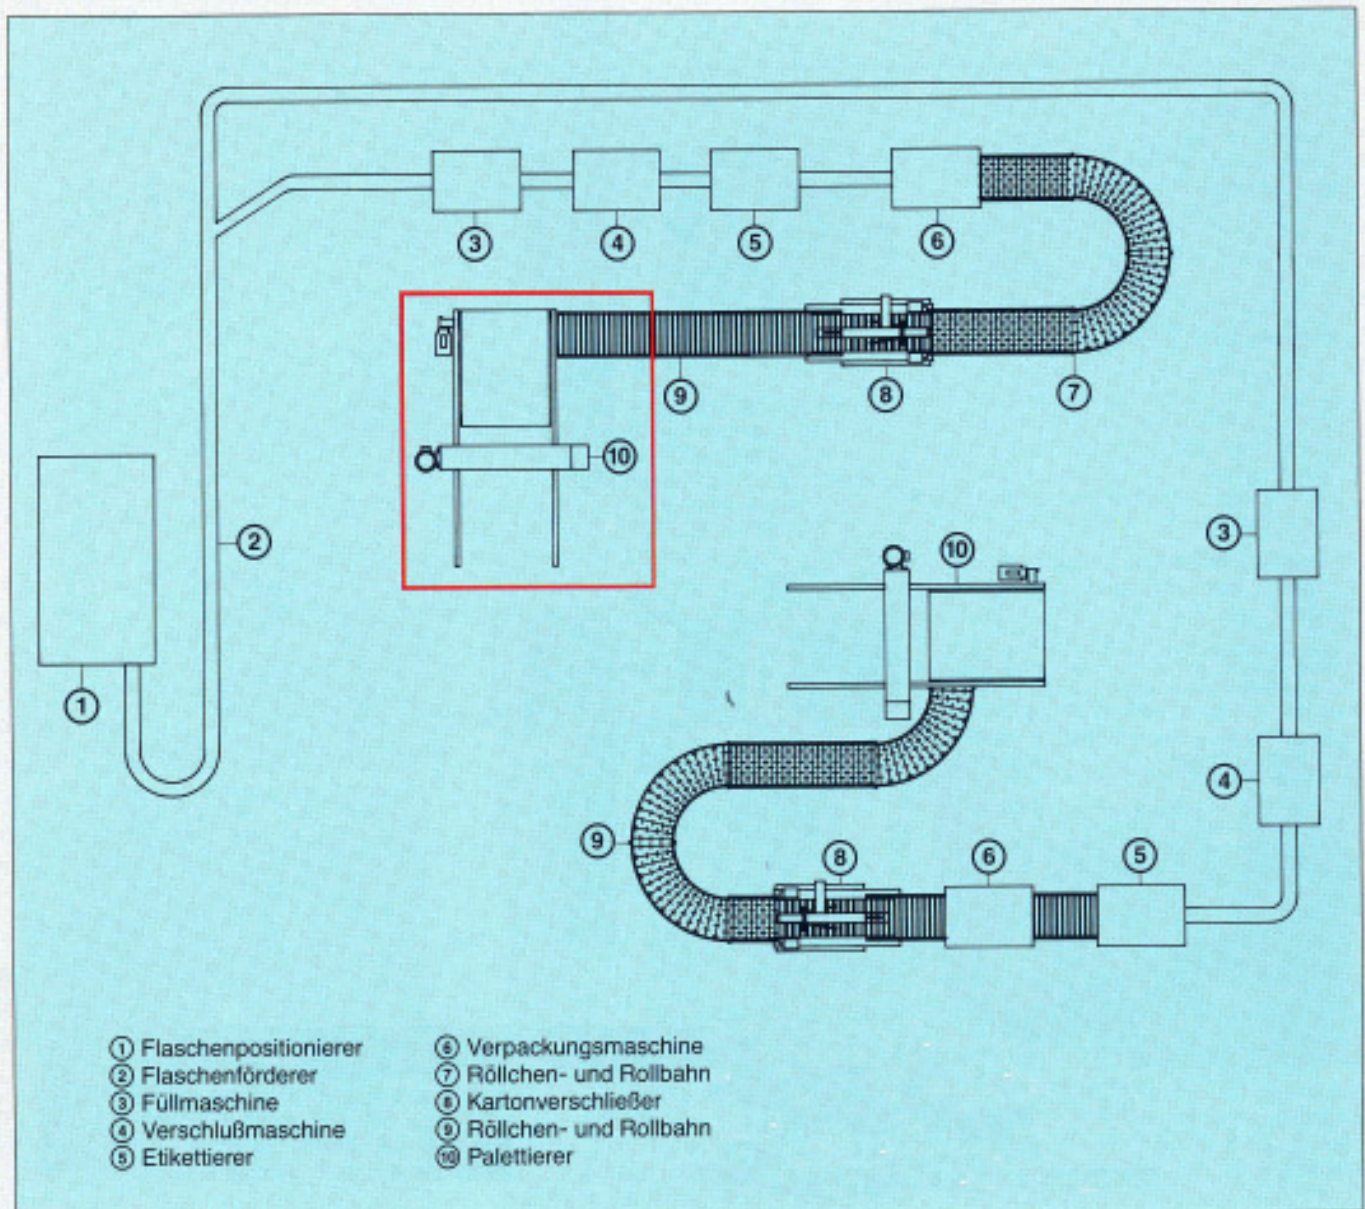 3
4
5
6
9
8
7
10
2
3
10
1
4
9
8
6
5
① Flaschenpositionierer
② Flaschenförderer
③ Füllmaschine
④ Verschlußmaschine
⑤ Etikettierer
⑥ Verpackungsmaschine
⑦ Röllchen- und Rollbahn
⑧ Kartonverschließer
⑨ Röllchen- und Rollbahn
⑩ Palettierer